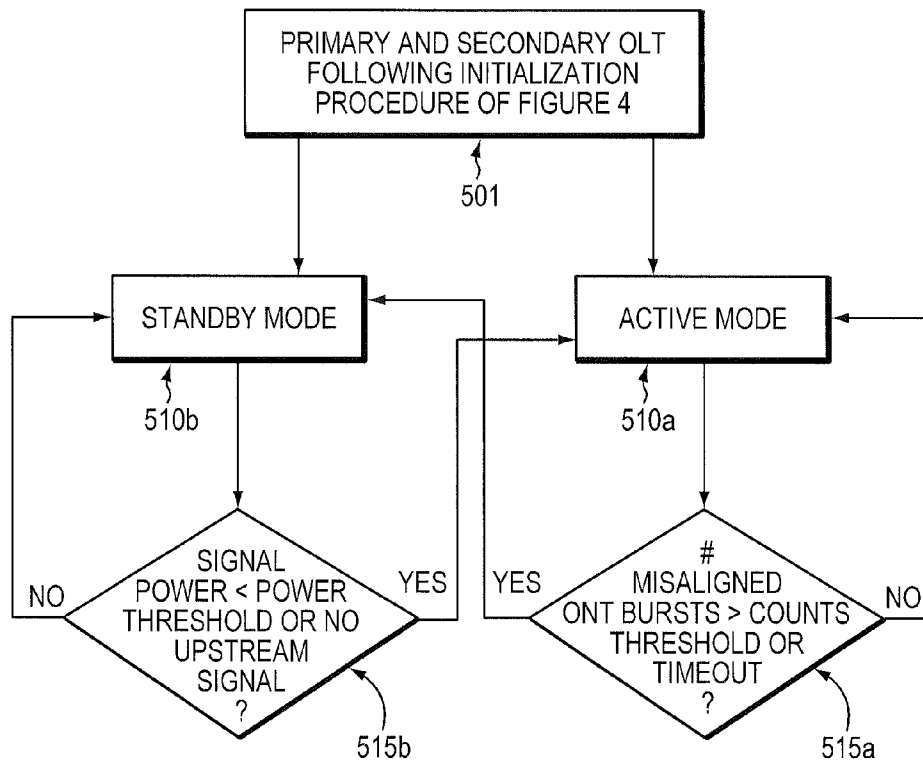 PRIMARY AND SECONDARY OLT
FOLLOWING INITIALIZATION
PROCEDURE OF FIGURE 4
501
STANDBY MODE
ACTIVE MODE
510b
510a
SIGNAL
POWER < POWER
THRESHOLD OR NO
UPSTREAM
SIGNAL
?
NO
YES
515b
#
MISALIGNED
ONT BURSTS > COUNTS
THRESHOLD OR
TIMEOUT
?
YES
NO
515a